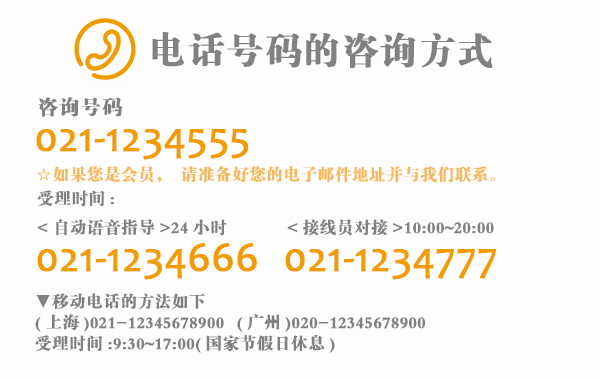 电话号码的咨询方式
咨询号码
021-1234555
☆如果您是会员， 请准备好您的电子邮件地址并与我们联系。
受理时间：
< 自动语音指导 >24 小时 < 接线员对接 >10:00~20:00
021-1234666 021-1234777
▼移动电话的方法如下
( 上海 )021-12345678900 ( 广州 )020-12345678900
受理时间 :9:30~17:00( 国家节假日休息 )